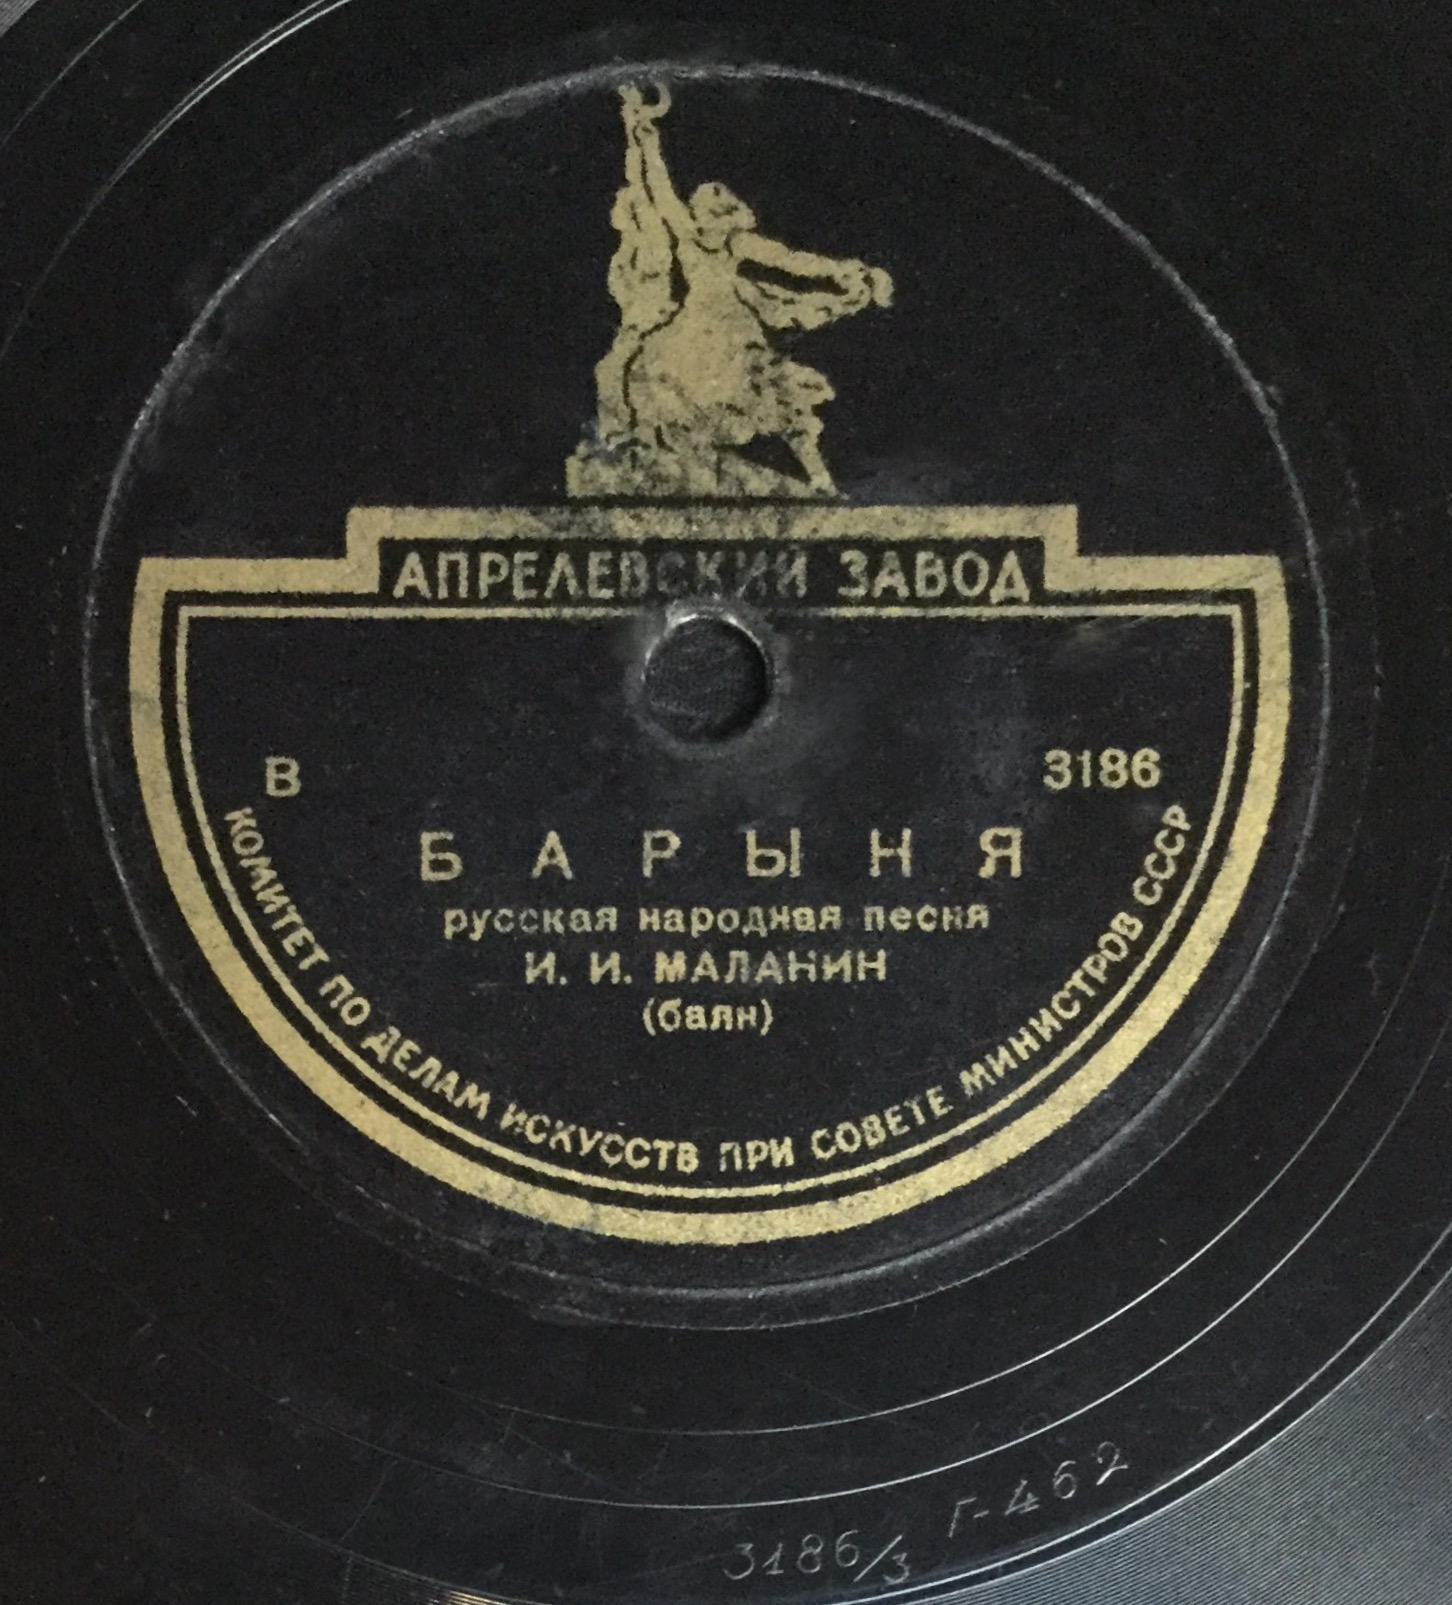 АПРЕЛЕВСКИЙ ЗАВОД
В 3186
БАРЫНЯ
русская народная песня
И. И. МАЛАНИН
(баян)
КОМИТЕТ ПО ДЕЛАМ ИСКУССТВ ПРИ СОВЕТЕ МИНИСТРОВ СССР
3186/3 Г-462